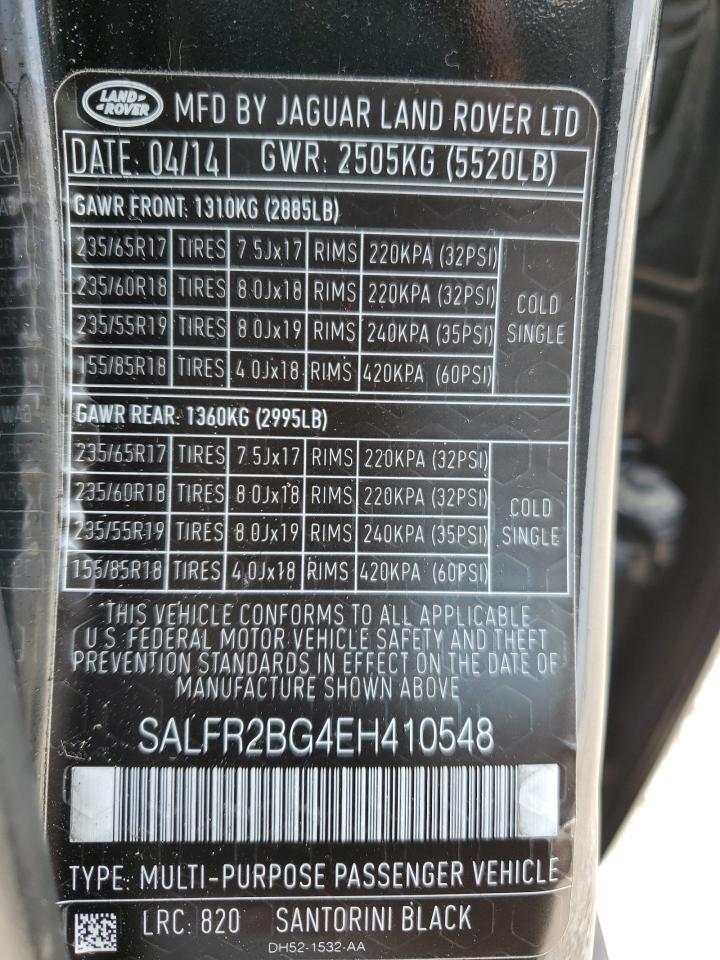 LAND ROVER MFD BY JAGUAR LAND ROVER LTD
DATE: 04/14 GWR: 2505KG (5520LB)
GAWR FRONT: 1310KG (2885LB)
235/65R17 TIRES 7.5Jx17 RIMS 220KPA (32PSI)
235/60R18 TIRES 8.0Jx18 RIMS 220KPA (32PSI)
235/55R19 TIRES 8.0Jx19 RIMS 240KPA (35PSI)
155/85R18 TIRES 4.0Jx18 RIMS 420KPA (60PSI)
COLD
SINGLE
GAWR REAR: 1360KG (2995LB)
235/65R17 TIRES 7.5Jx17 RIMS 220KPA (32PSI)
235/60R18 TIRES 8.0Jx18 RIMS 220KPA (32PSI)
235/55R19 TIRES 8.0Jx19 RIMS 240KPA (35PSI)
155/85R18 TIRES 4.0Jx18 RIMS 420KPA (60PSI)
COLD
SINGLE
THIS VEHICLE CONFORMS TO ALL APPLICABLE
U.S. FEDERAL MOTOR VEHICLE SAFETY AND THEFT
PREVENTION STANDARDS IN EFFECT ON THE DATE OF
MANUFACTURE SHOWN ABOVE
SALFR2BG4EH410548
TYPE: MULTI-PURPOSE PASSENGER VEHICLE
LRC: 820 SANTORINI BLACK
DH52-1532-AA